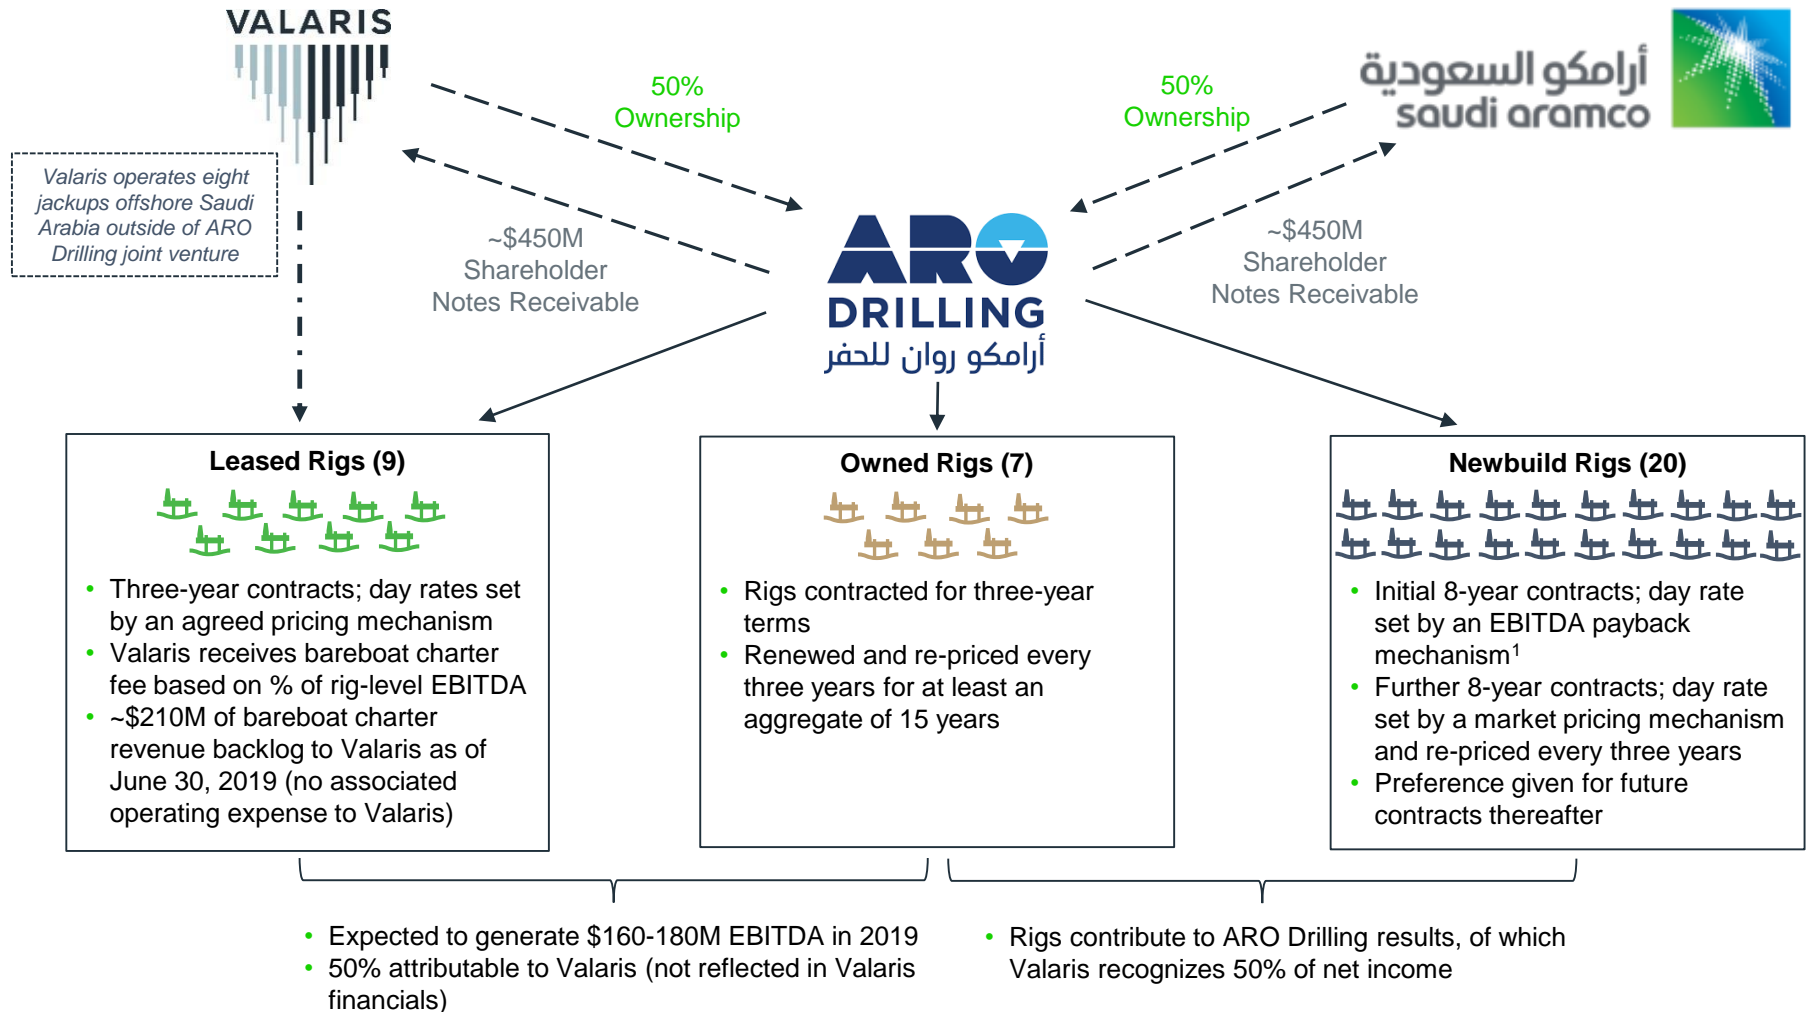 VALARIS
50%
Ownership
50%
Ownership
أرامكو السعودية
saudi aramco
Valaris operates eight
jackups offshore Saudi
Arabia outside of ARO
Drilling joint venture
~$450M
Shareholder
Notes Receivable
ARO
DRILLING
أرامكو روان للحفر
~$450M
Shareholder
Notes Receivable
Leased Rigs (9)
• Three-year contracts; day rates set
by an agreed pricing mechanism
• Valaris receives bareboat charter
fee based on % of rig-level EBITDA
• ~$210M of bareboat charter
revenue backlog to Valaris as of
June 30, 2019 (no associated
operating expense to Valaris)
Owned Rigs (7)
• Rigs contracted for three-year
terms
• Renewed and re-priced every
three years for at least an
aggregate of 15 years
Newbuild Rigs (20)
• Initial 8-year contracts; day rate
set by an EBITDA payback
mechanism¹
• Further 8-year contracts; day rate
set by a market pricing mechanism
and re-priced every three years
• Preference given for future
contracts thereafter
• Expected to generate $160-180M EBITDA in 2019
• 50% attributable to Valaris (not reflected in Valaris
financials)
• Rigs contribute to ARO Drilling results, of which
Valaris recognizes 50% of net income